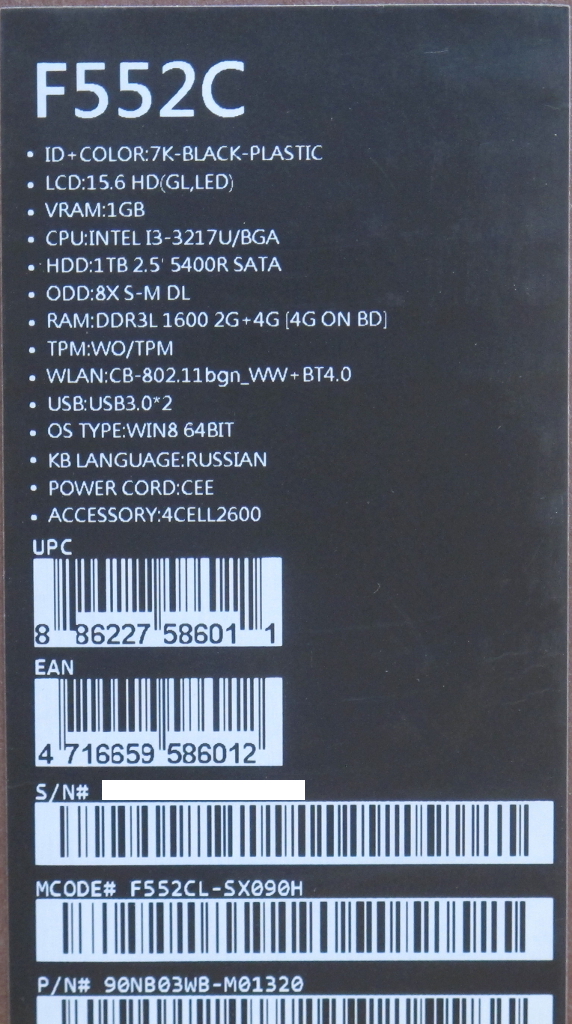 F552C
• ID+COLOR:7K-BLACK-PLASTIC
• LCD:15.6 HD(GL,LED)
• VRAM:1GB
• CPU:INTEL I3-3217U/BGA
• HDD:1TB 2.5' 5400R SATA
• ODD:8X S-M DL
• RAM:DDR3L 1600 2G+4G (4G ON BD)
• TPM:WO/TPM
• WLAN:CB-802.11bgn_WW+BT4.0
• USB:USB3.0*2
• OS TYPE:WIN8 64BIT
• KB LANGUAGE:RUSSIAN
• POWER CORD:CEE
• ACCESSORY:4CELL2600
UPC
8 86227 58601 1
EAN
4 716659 586012
S/N#
MCODE# F552CL-SX090H
P/N# 90NB03WB-M01320